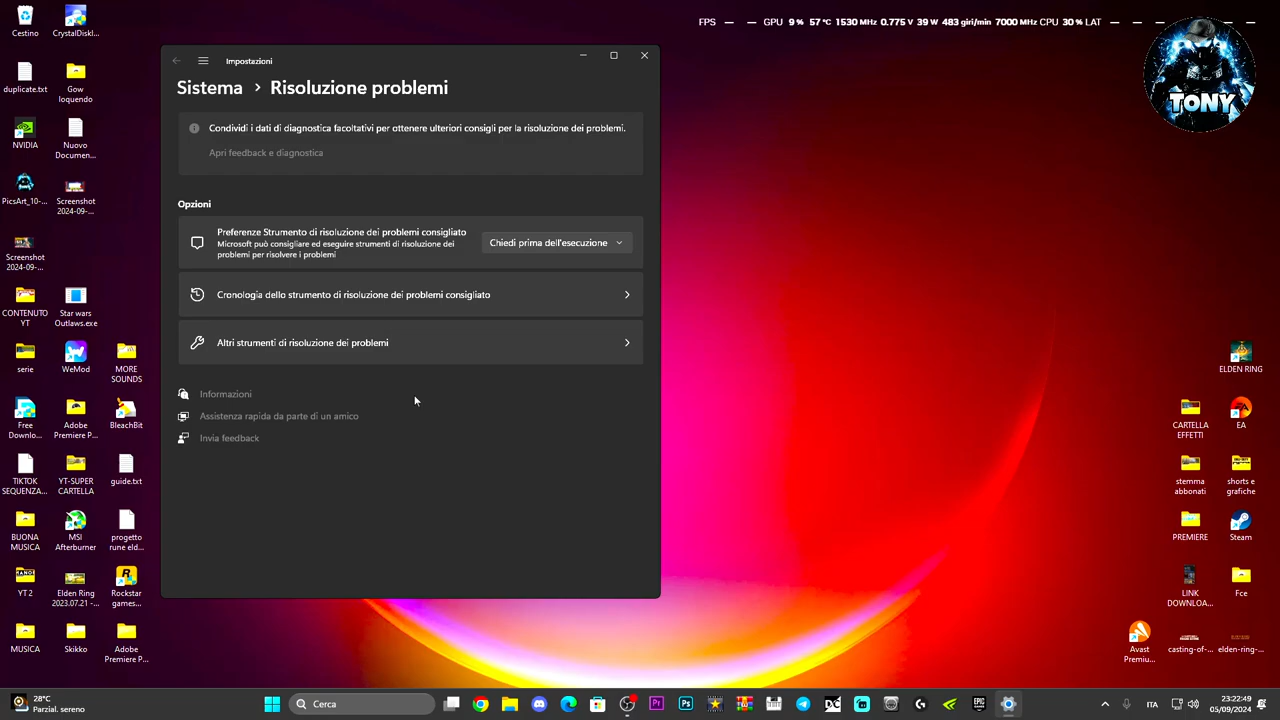 FPS — — GPU 9 % 57 °C 1530 MHz 0.775 V 39 W 483 giri/min 7000 MHz CPU 30 % LAT — — — — —
TONY
Impostazioni
Sistema > Risoluzione problemi
Condividi i dati di diagnostica facoltativi per ottenere ulteriori consigli per la risoluzione dei problemi.
Apri feedback e diagnostica
Opzioni
Preferenze Strumento di risoluzione dei problemi consigliato
Microsoft può consigliare ed eseguire strumenti di risoluzione dei
problemi per risolvere i problemi
Chiedi prima dell'esecuzione
Cronologia dello strumento di risoluzione dei problemi consigliato
Altri strumenti di risoluzione dei problemi
Informazioni
Assistenza rapida da parte di un amico
Invia feedback
Cestino
CrystalDiskI...
duplicate.txt
Gow
loquendo
NVIDIA
Nuovo
Documen...
PicsArt_10-...
Screenshot
2024-09-...
Screenshot
2024-09-...
CONTENUTO
YT
Star wars
Outlaws.exe
serie
WeMod
MORE
SOUNDS
Free
Downlo...
Adobe
Premiere P...
BleachBit
TIKTOK
SEQUENZA...
YT-SUPER
CARTELLA
guide.txt
BUONA
MUSICA
MSI
Afterburner
progetto
rune eld...
YT 2
Elden Ring
2023.07.21 -...
Rockstar
games...
MUSICA
Skikko
Adobe
Premiere P...
ELDEN RING
CARTELLA
EFFETTI
EA
stemma
abbonati
shorts e
grafiche
PREMIERE
Steam
LINK
DOWNLOA...
Fce
Avast
Premiu...
casting-of-...
elden-ring-...
28°C
Parzial. sereno
Cerca
ITA
23:22:49
05/09/2024